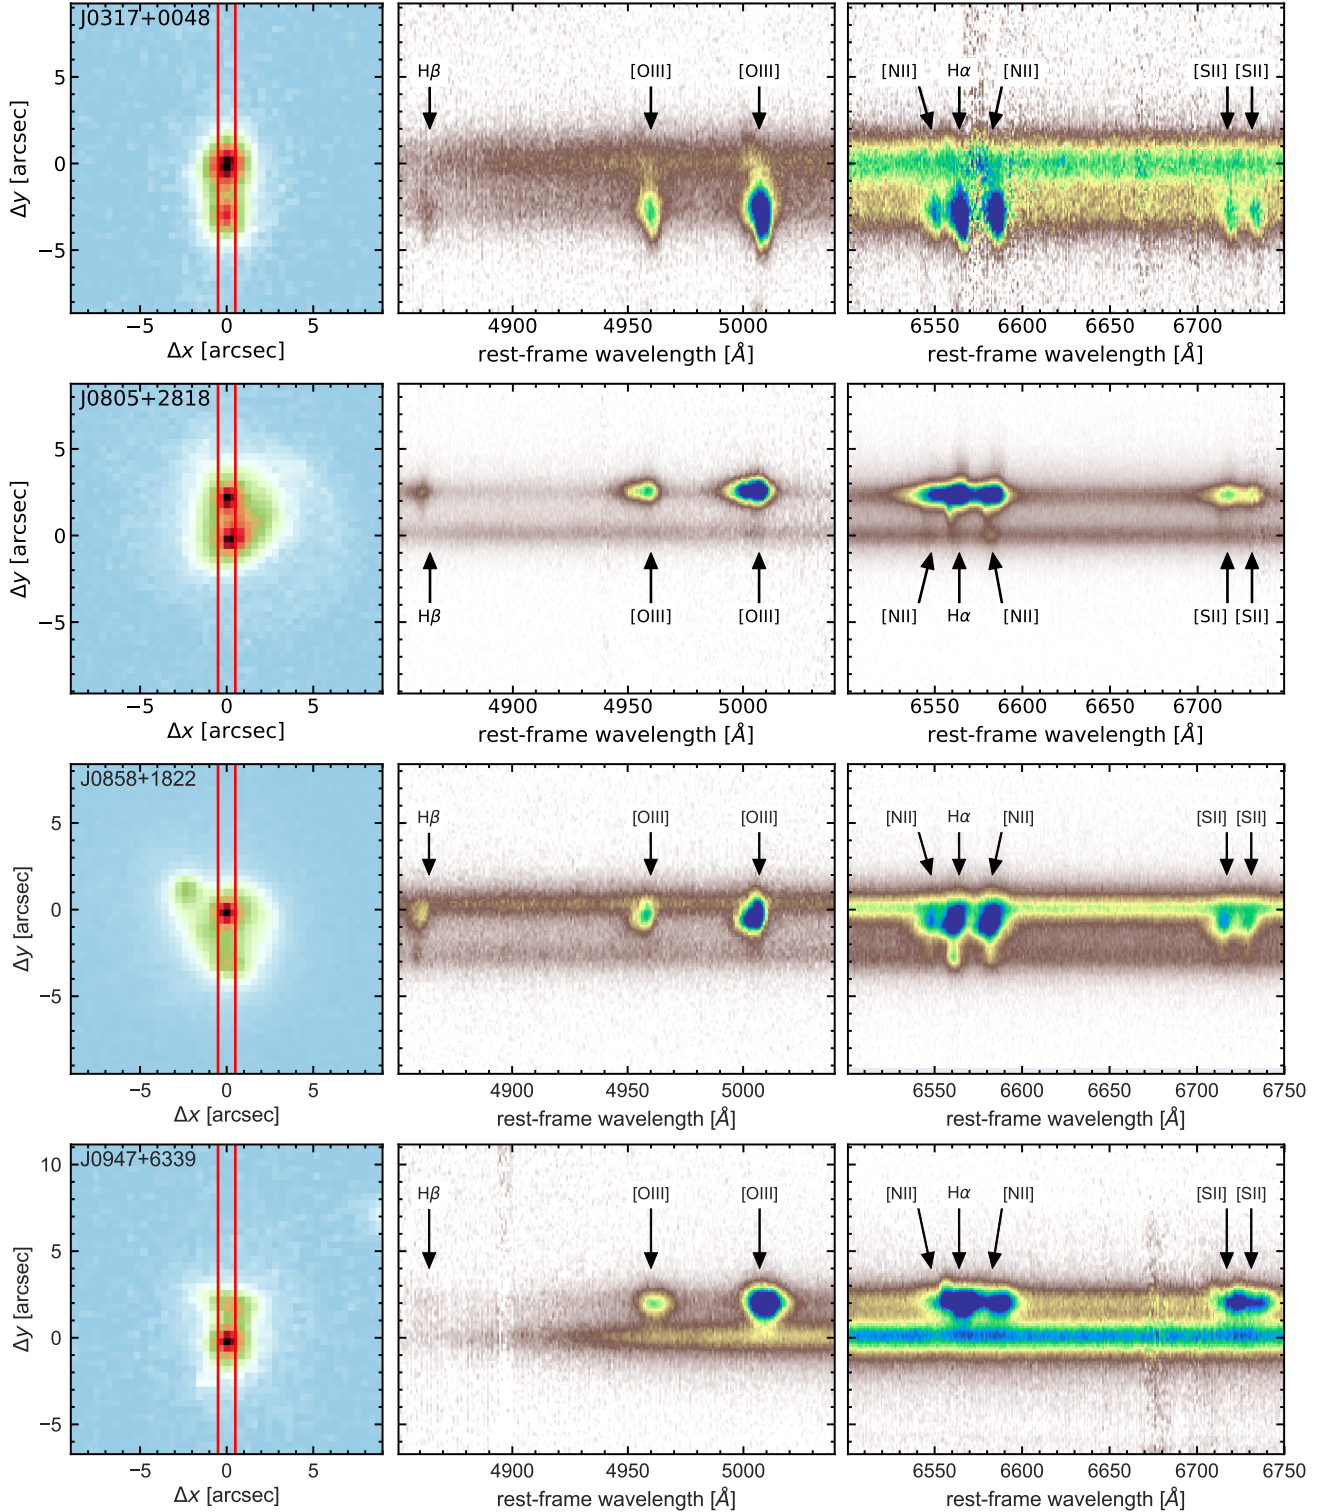 J0317+0048
Hβ [OIII] [OIII]
[NII] Hα [NII] [SII] [SII]
5
0
−5
Δy [arcsec]
−5 0 5
4900 4950 5000
6550 6600 6650 6700
Δx [arcsec]
rest-frame wavelength [Å]
rest-frame wavelength [Å]
J0805+2818
5
0
−5
Δy [arcsec]
Hβ [OIII] [OIII]
[NII] Hα [NII] [SII] [SII]
−5 0 5
4900 4950 5000
6550 6600 6650 6700
Δx [arcsec]
rest-frame wavelength [Å]
rest-frame wavelength [Å]
J0858+1822
Hβ [OIII] [OIII]
[NII] Hα [NII] [SII] [SII]
5
0
−5
Δy [arcsec]
−5 0 5
4900 4950 5000
6550 6600 6650 6700 6750
Δx [arcsec]
rest-frame wavelength [Å]
rest-frame wavelength [Å]
J0947+6339
Hβ [OIII] [OIII]
[NII] Hα [NII] [SII] [SII]
10
5
0
−5
Δy [arcsec]
−5 0 5
4900 4950 5000
6550 6600 6650 6700 6750
Δx [arcsec]
rest-frame wavelength [Å]
rest-frame wavelength [Å]